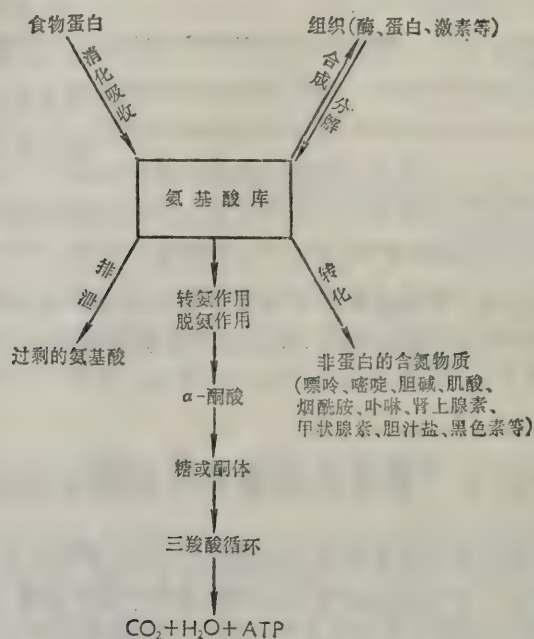 食物蛋白
组织(酶、蛋白、激素等)
消化吸收
合成
分解
氨基酸库
排泄
转化
转氨作用
脱氨作用
过剩的氨基酸
非蛋白的含氮物质
(嘌呤、嘧啶、胆碱、肌酸、
烟酰胺、卟啉、肾上腺素、
甲状腺素、胆汁盐、黑色素等)
α-酮酸
糖或酮体
三羧酸循环
CO₂+H₂O+ATP